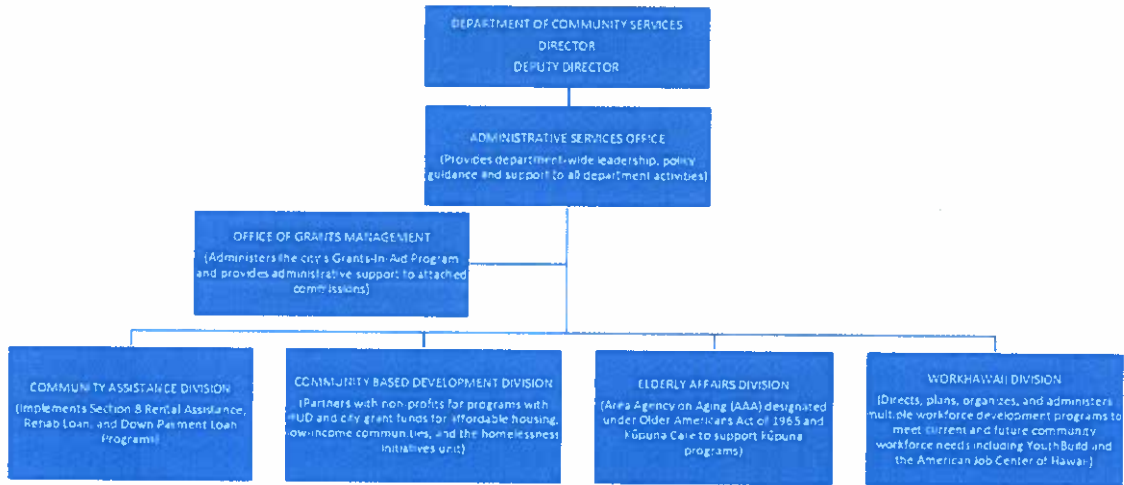 DEPARTMENT OF COMMUNITY SERVICES
DIRECTOR
DEPUTY DIRECTOR
ADMINISTRATIVE SERVICES OFFICE
(Provides department-wide leadership, policy
guidance and support to all department activities)
OFFICE OF GRANTS MANAGEMENT
(Administers the city's Grants-In-Aid Program
and provides administrative support to attached
commissions)
COMMUNITY ASSISTANCE DIVISION
(Implements Section 8 Rental Assistance,
Rehab Loan, and Down Payment Loan
Programs)
COMMUNITY BASED DEVELOPMENT DIVISION
(Partners with non-profits for programs with
HUD and city grant funds for affordable housing,
low-income communities, and the homelessness
initiatives unit)
ELDERLY AFFAIRS DIVISION
(Area Agency on Aging (AAA) designated
under Older Americans Act of 1965 and
Kūpuna Care to support kūpuna
programs)
WORKHAWAII DIVISION
(Directs, plans, organizes, and administers
multiple workforce development programs to
meet current and future community
workforce needs including YouthBuild and
the American Job Center of Hawaii)